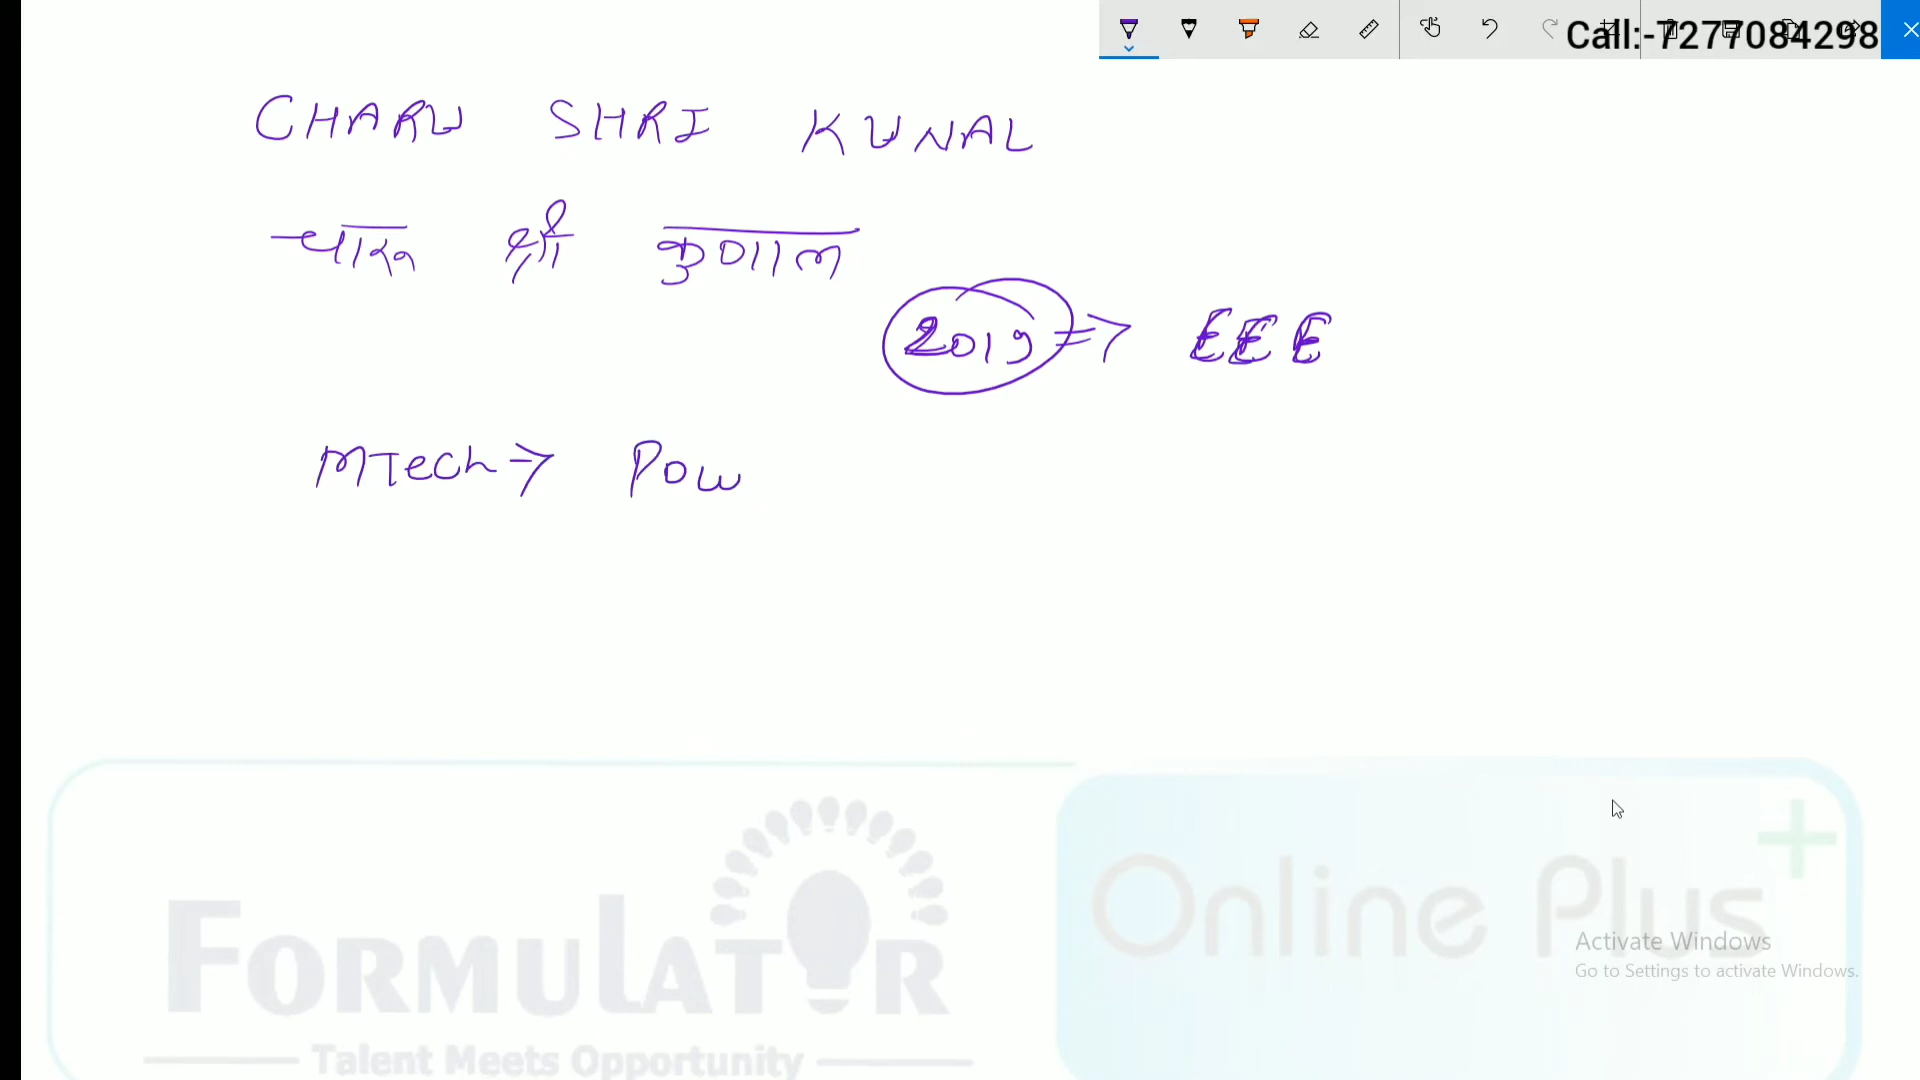 Call:-7277084298
CHARU SHRI KUNAL
चारू श्री कुणाल
2019 => EEE
MTech => Pow
FORMULATOR
Talent Meets Opportunity
Online Plus
Activate Windows
Go to Settings to activate Windows.